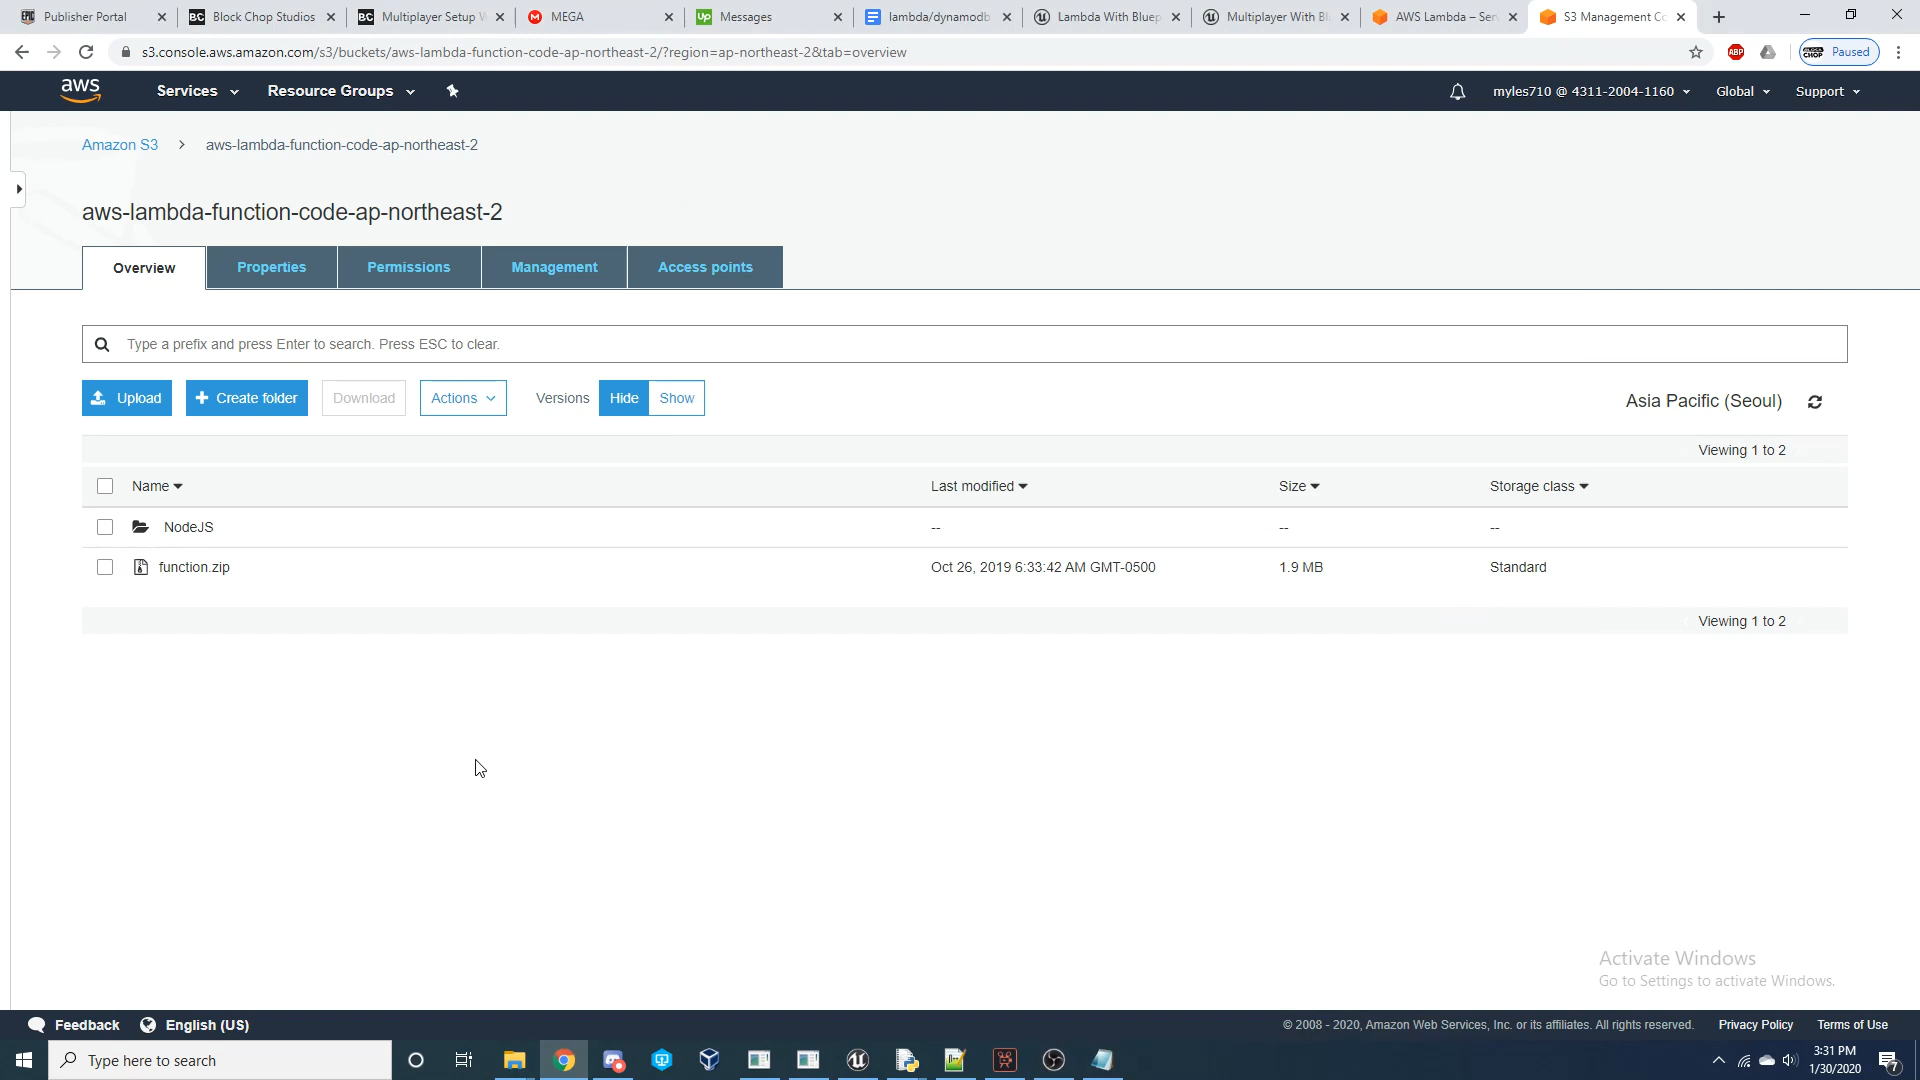 Publisher Portal
Block Chop Studios
Multiplayer Setup W
MEGA
Messages
lambda/dynamodb
Lambda With Bluep
Multiplayer With Bl
AWS Lambda – Serv
S3 Management Co
s3.console.aws.amazon.com/s3/buckets/aws-lambda-function-code-ap-northeast-2/?region=ap-northeast-2&tab=overview
ABP
Paused
aws
Services
Resource Groups
myles710 @ 4311-2004-1160
Global
Support
Amazon S3 > aws-lambda-function-code-ap-northeast-2
aws-lambda-function-code-ap-northeast-2
Overview
Properties
Permissions
Management
Access points
Type a prefix and press Enter to search. Press ESC to clear.
Upload
+ Create folder
Download
Actions
Versions
Hide
Show
Asia Pacific (Seoul)
Viewing 1 to 2
Name
Last modified
Size
Storage class
NodeJS -- -- --
function.zip Oct 26, 2019 6:33:42 AM GMT-0500 1.9 MB Standard
Viewing 1 to 2
Activate Windows
Go to Settings to activate Windows.
Feedback
English (US)
© 2008 - 2020, Amazon Web Services, Inc. or its affiliates. All rights reserved.
Privacy Policy
Terms of Use
Type here to search
3:31 PM
1/30/2020
7